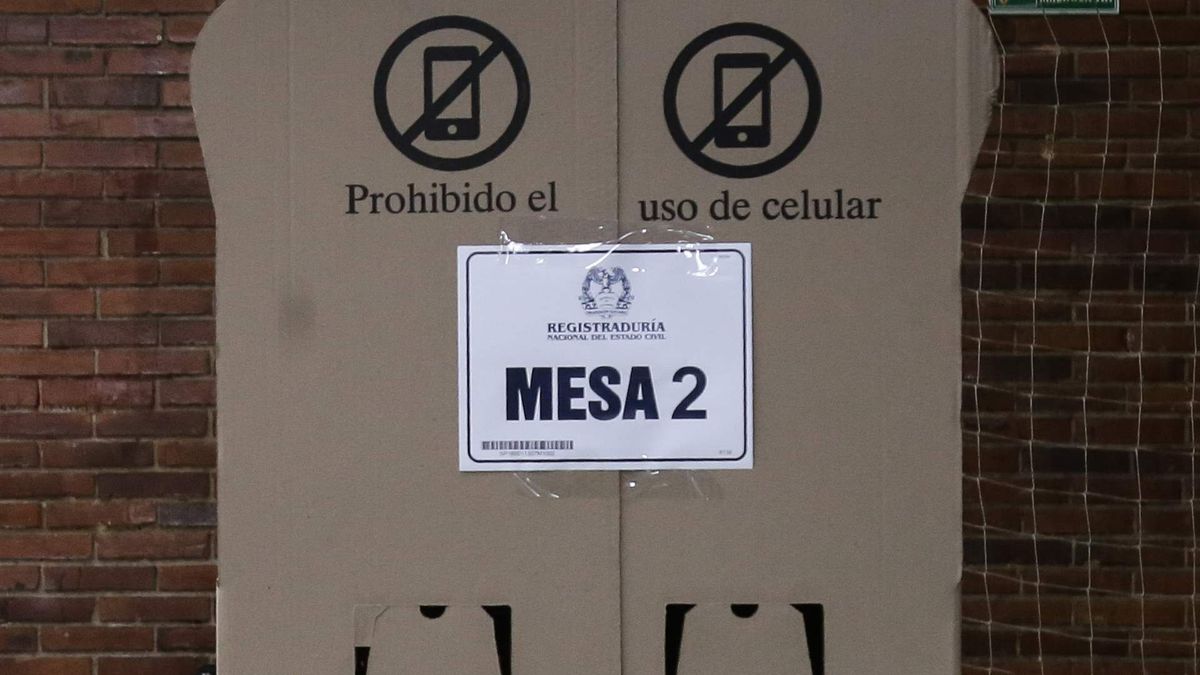 Prohibido el uso de celular
REGISTRADURÍA
NACIONAL DEL ESTADO CIVIL
MESA 2